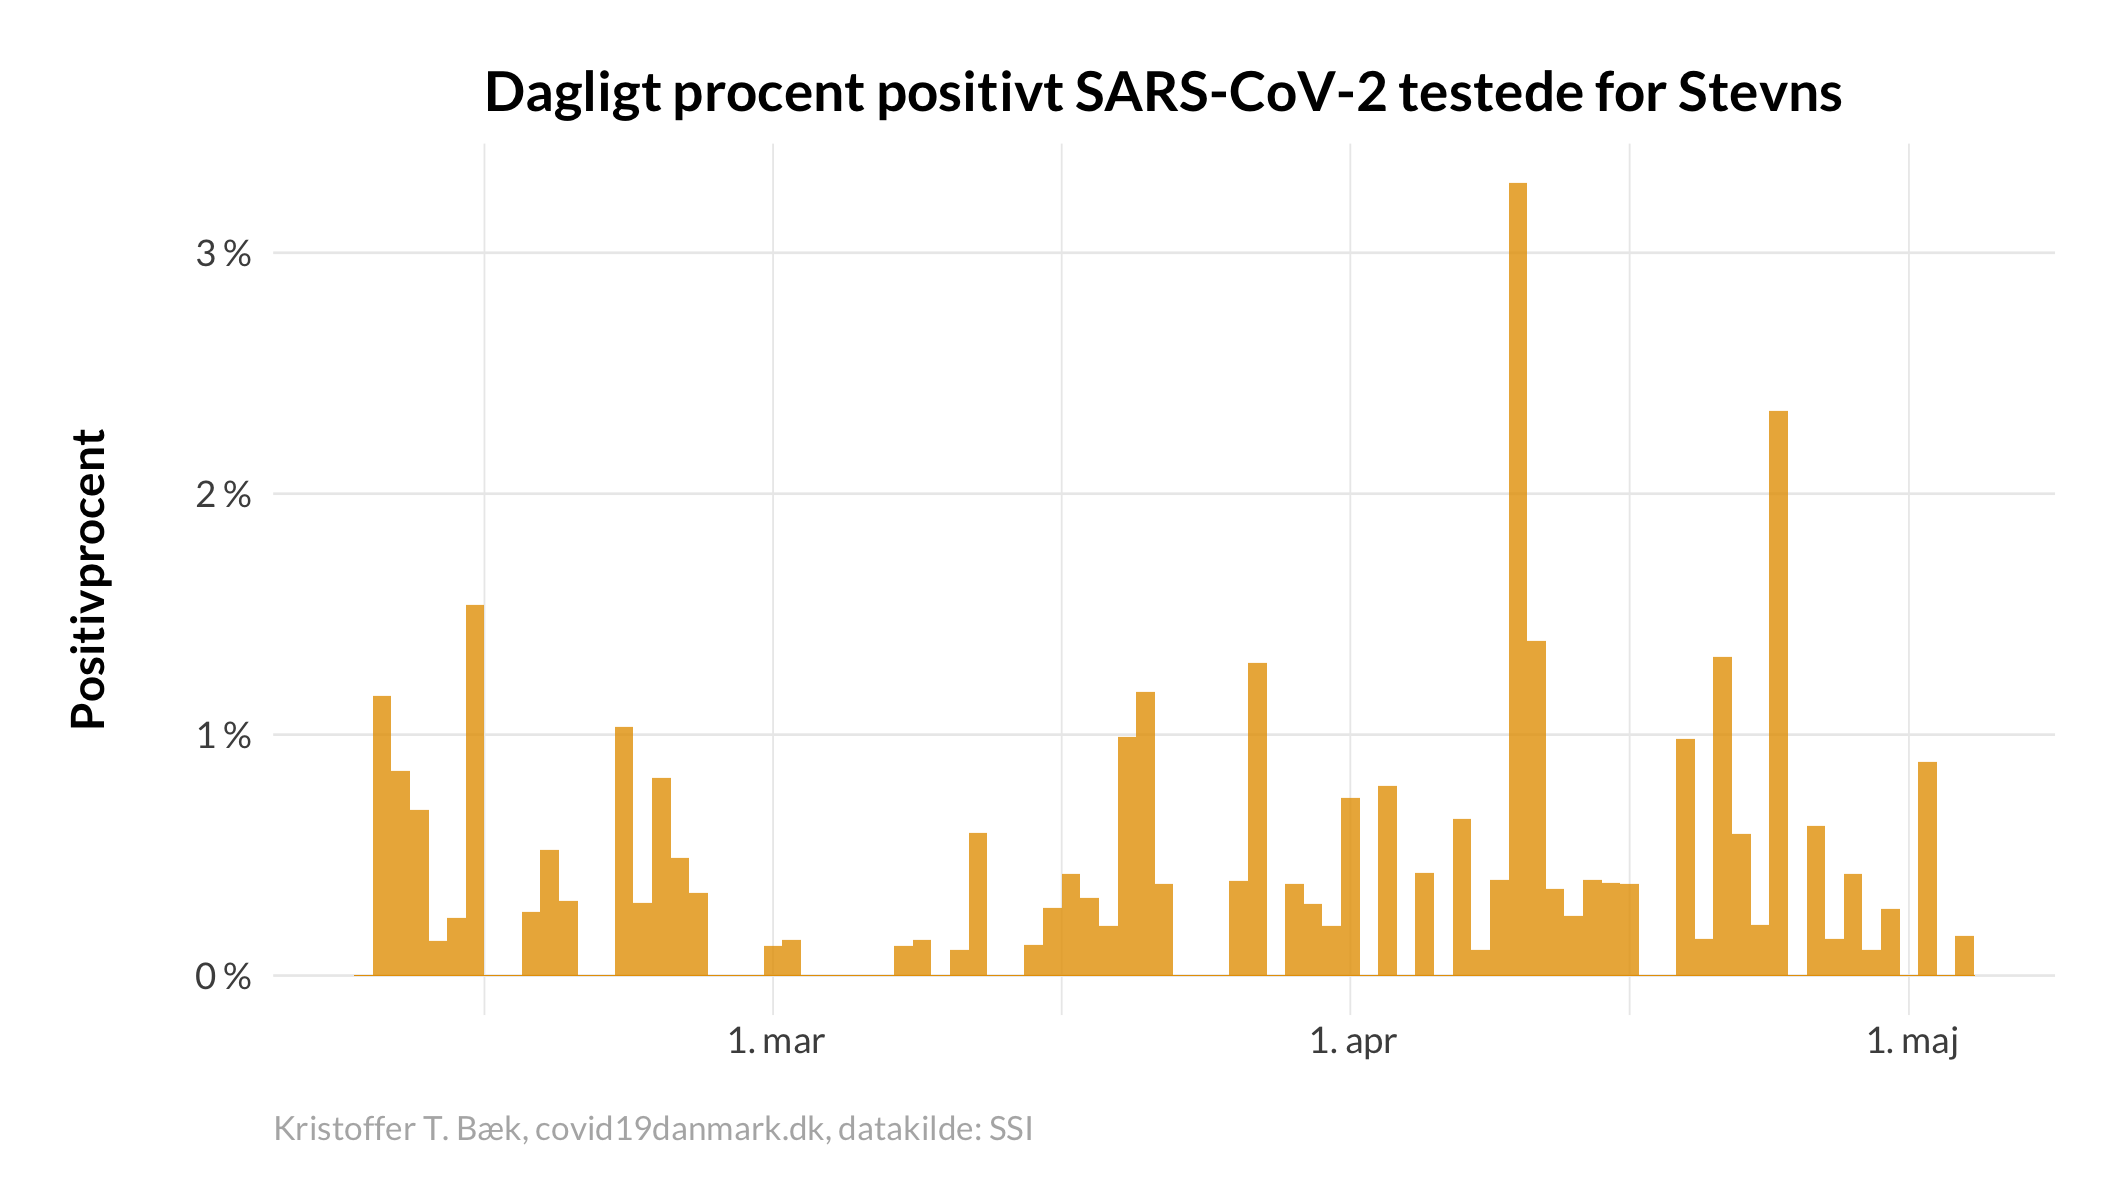 Dagligt procent positivt SARS-CoV-2 testede for Stevns
Positivprocent
3 %
2 %
1 %
0 %
1. mar
1. apr
1. maj
Kristoffer T. Bæk, covid19danmark.dk, datakilde: SSI